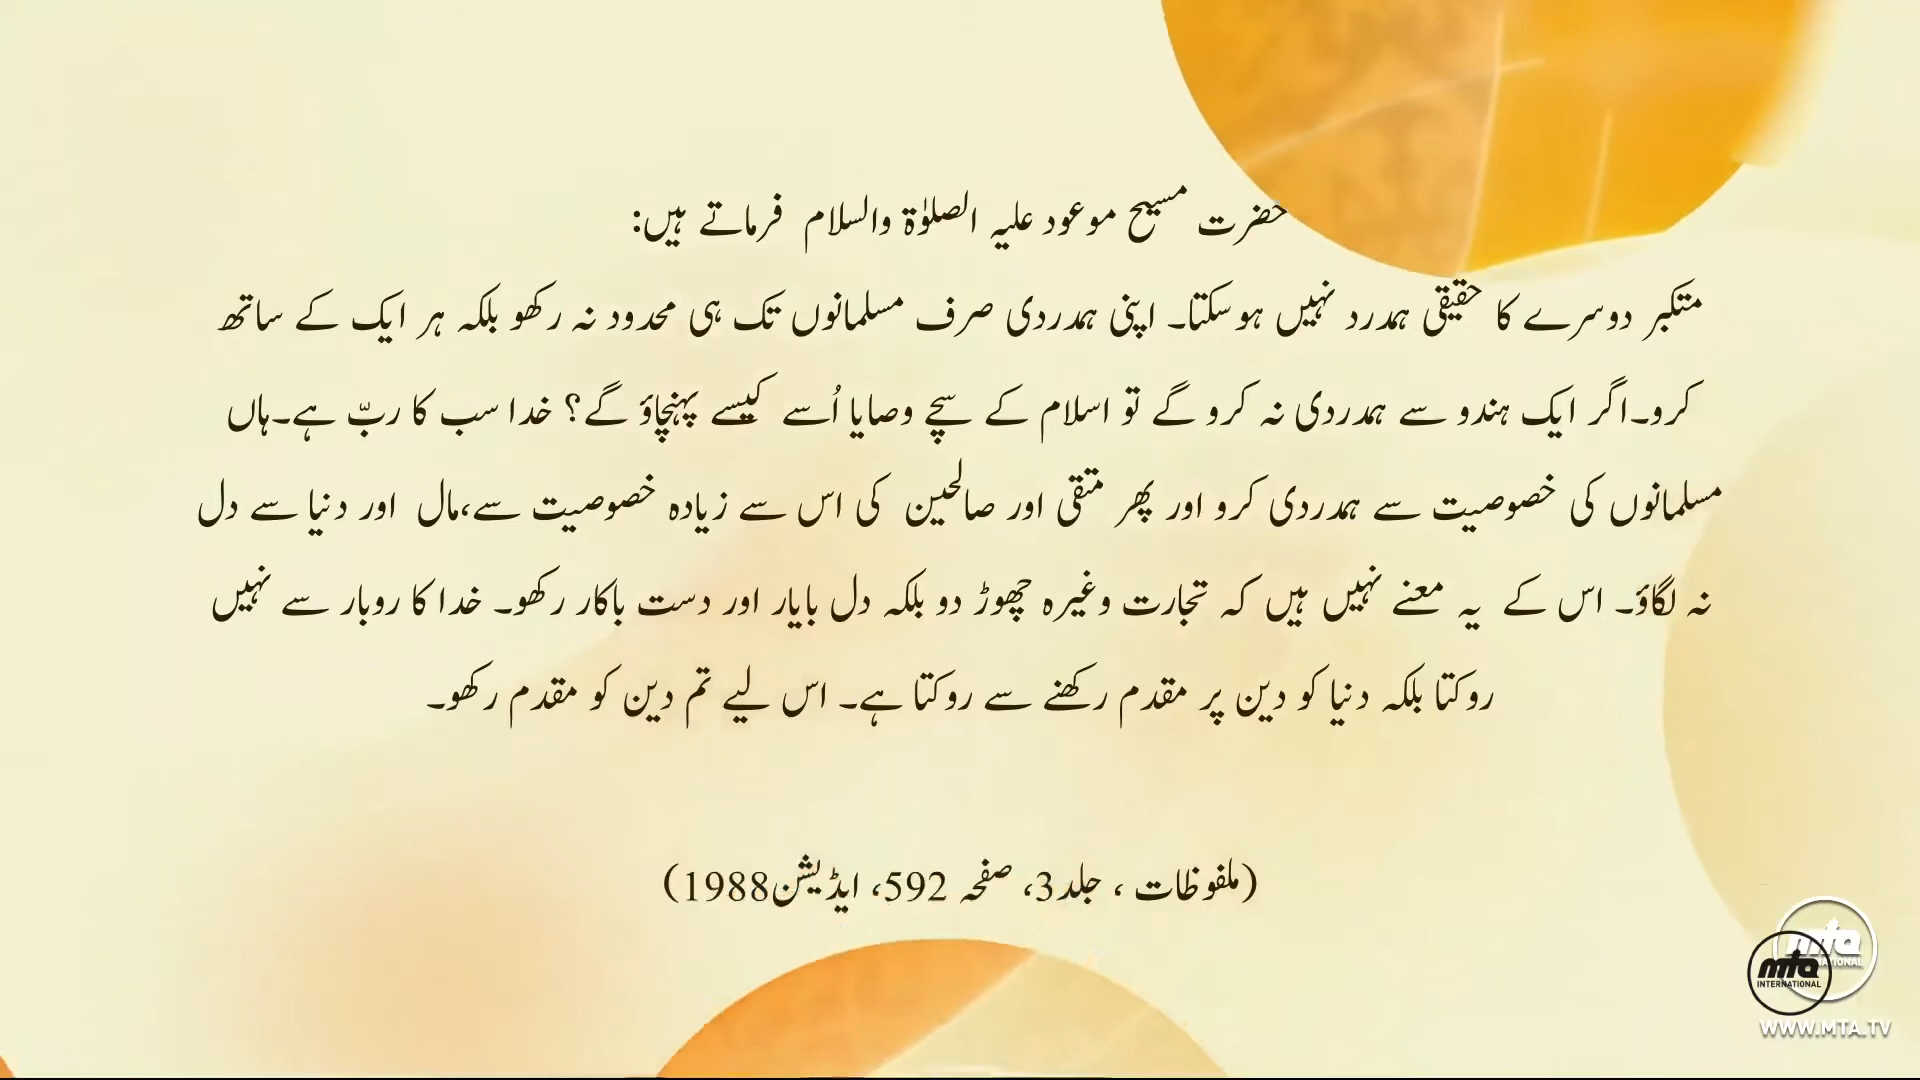 حضرت مسیح موعود علیہ الصلوٰۃ والسلام فرماتے ہیں:
متکبر دوسرے کا حقیقی ہمدرد نہیں ہوسکتا۔ اپنی ہمدردی صرف مسلمانوں تک ہی محدود نہ رکھو بلکہ ہر ایک کے ساتھ
کرو۔اگر ایک ہندو سے ہمدردی نہ کرو گے تو اسلام کے سچے وصایا اُسے کیسے پہنچاؤ گے؟ خدا سب کا ربّ ہے۔ہاں
مسلمانوں کی خصوصیت سے ہمدردی کرو اور پھر متقی اور صالحین کی اس سے زیادہ خصوصیت سے،مال اور دنیا سے دل
نہ لگاؤ۔ اس کے یہ معنے نہیں ہیں کہ تجارت وغیرہ چھوڑ دو بلکہ دل بایار اور دست باکار رکھو۔ خدا کاروبار سے نہیں
روکتا بلکہ دنیا کو دین پر مقدم رکھنے سے روکتا ہے۔ اس لیے تم دین کو مقدم رکھو۔
(ملفوظات ، جلد3، صفحہ 592، ایڈیشن1988)
mta
INTERNATIONAL
WWW.MTA.TV